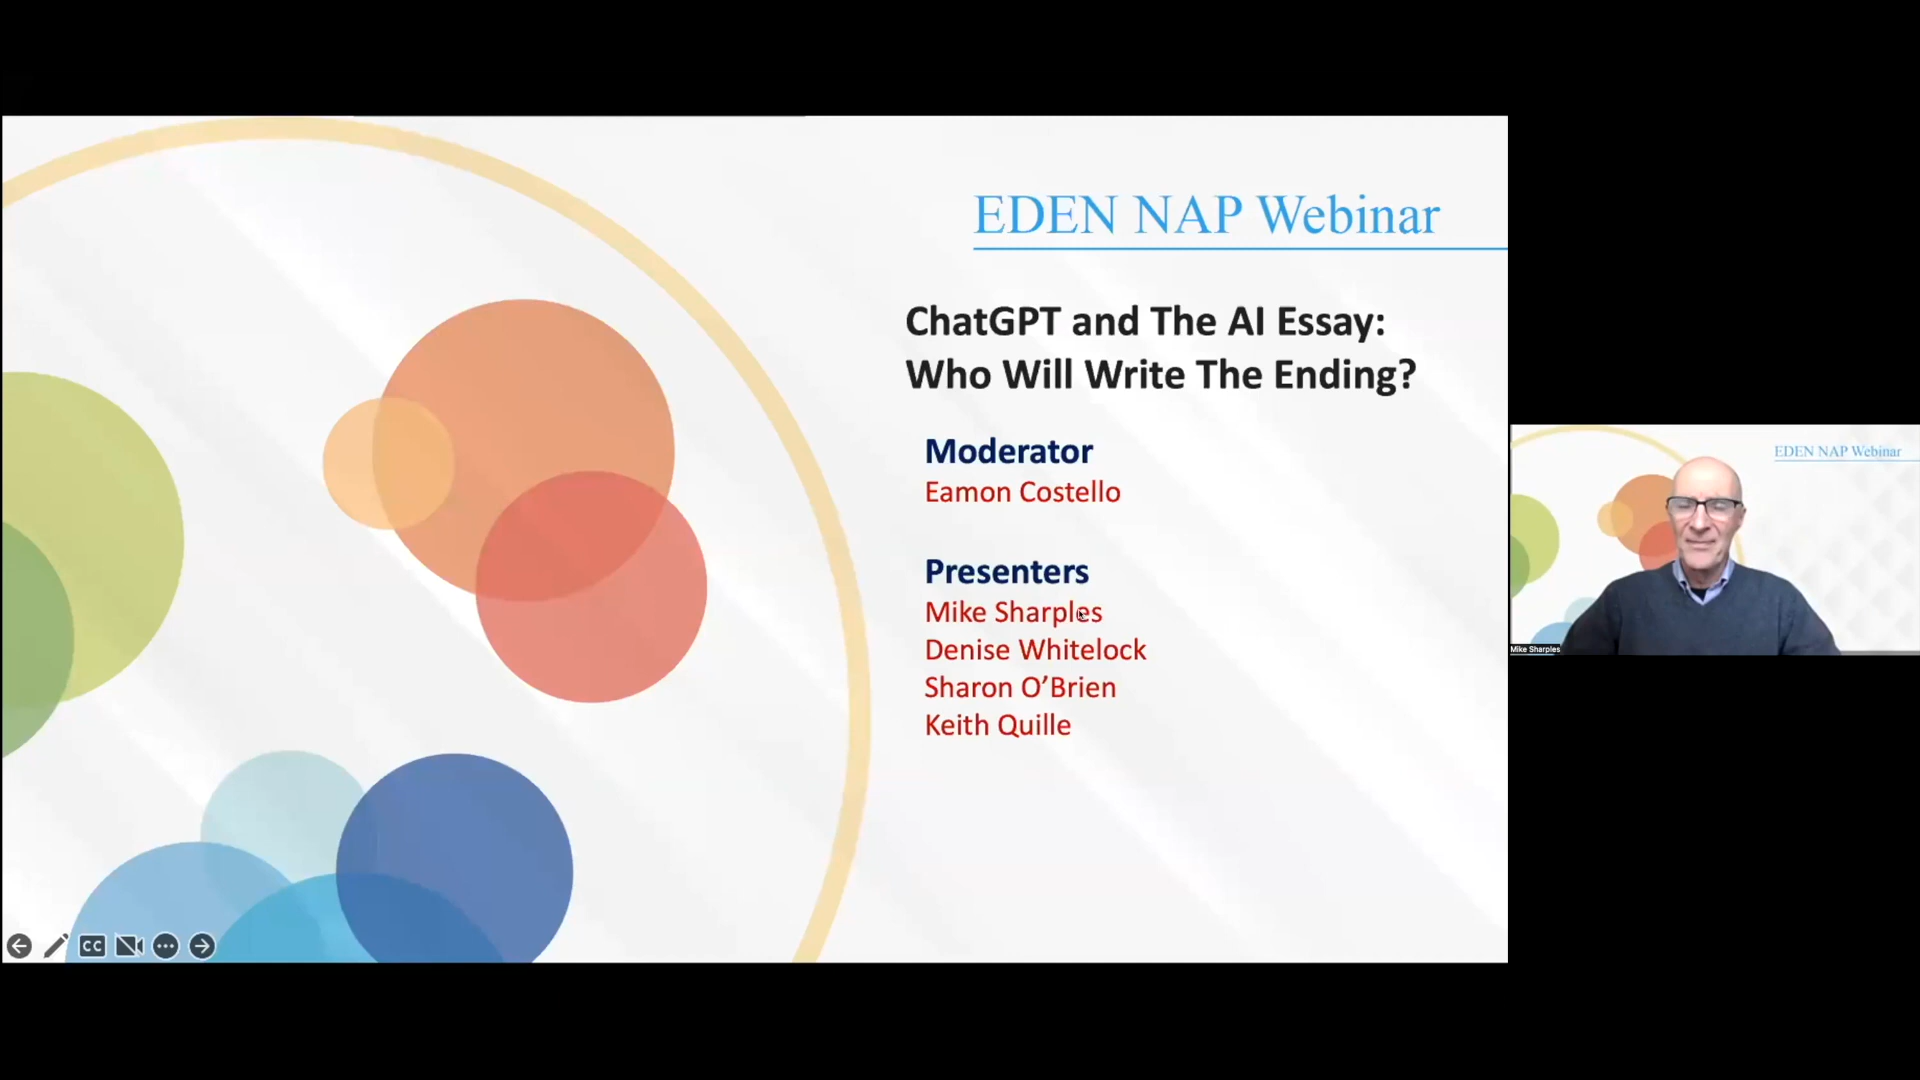 EDEN NAP Webinar
ChatGPT and The AI Essay:
Who Will Write The Ending?
Moderator
Eamon Costello
Presenters
Mike Sharples
Denise Whitelock
Sharon O’Brien
Keith Quille
CC
EDEN NAP Webinar
Mike Sharples